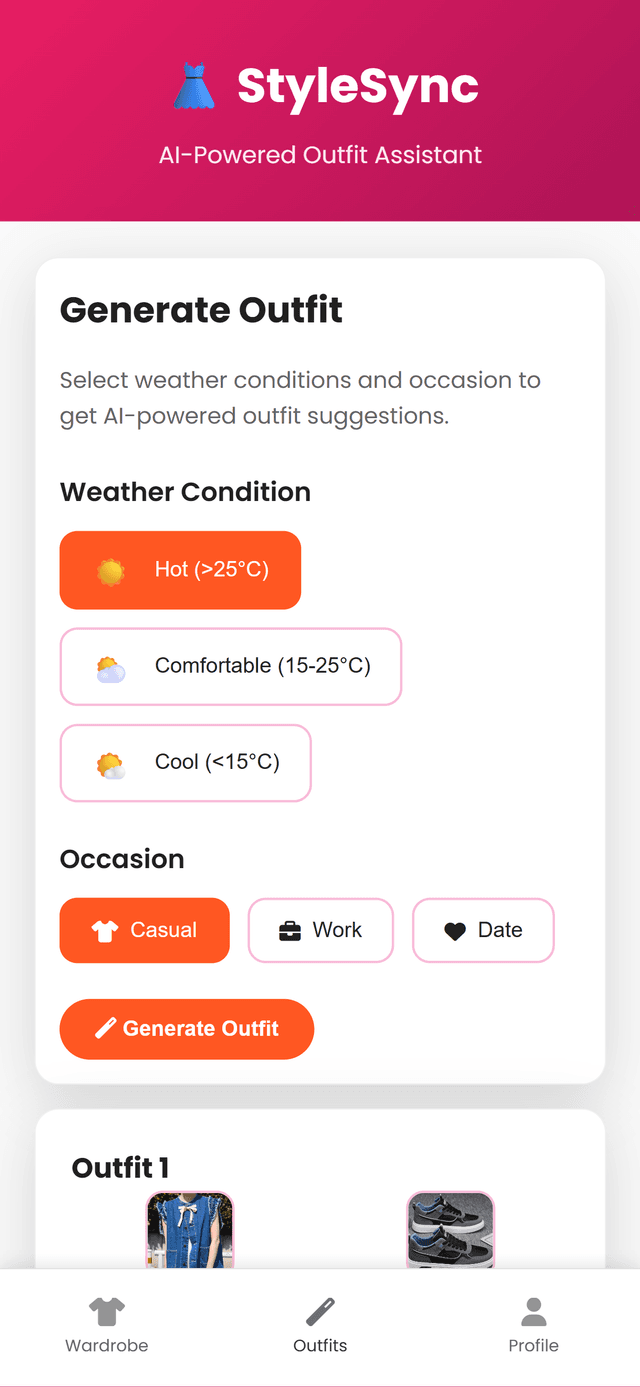 StyleSync
AI-Powered Outfit Assistant
Generate Outfit
Select weather conditions and occasion to
get AI-powered outfit suggestions.
Weather Condition
Hot (>25°C)
Comfortable (15-25°C)
Cool (<15°C)
Occasion
Casual
Work
Date
Generate Outfit
Outfit 1
Wardrobe
Outfits
Profile